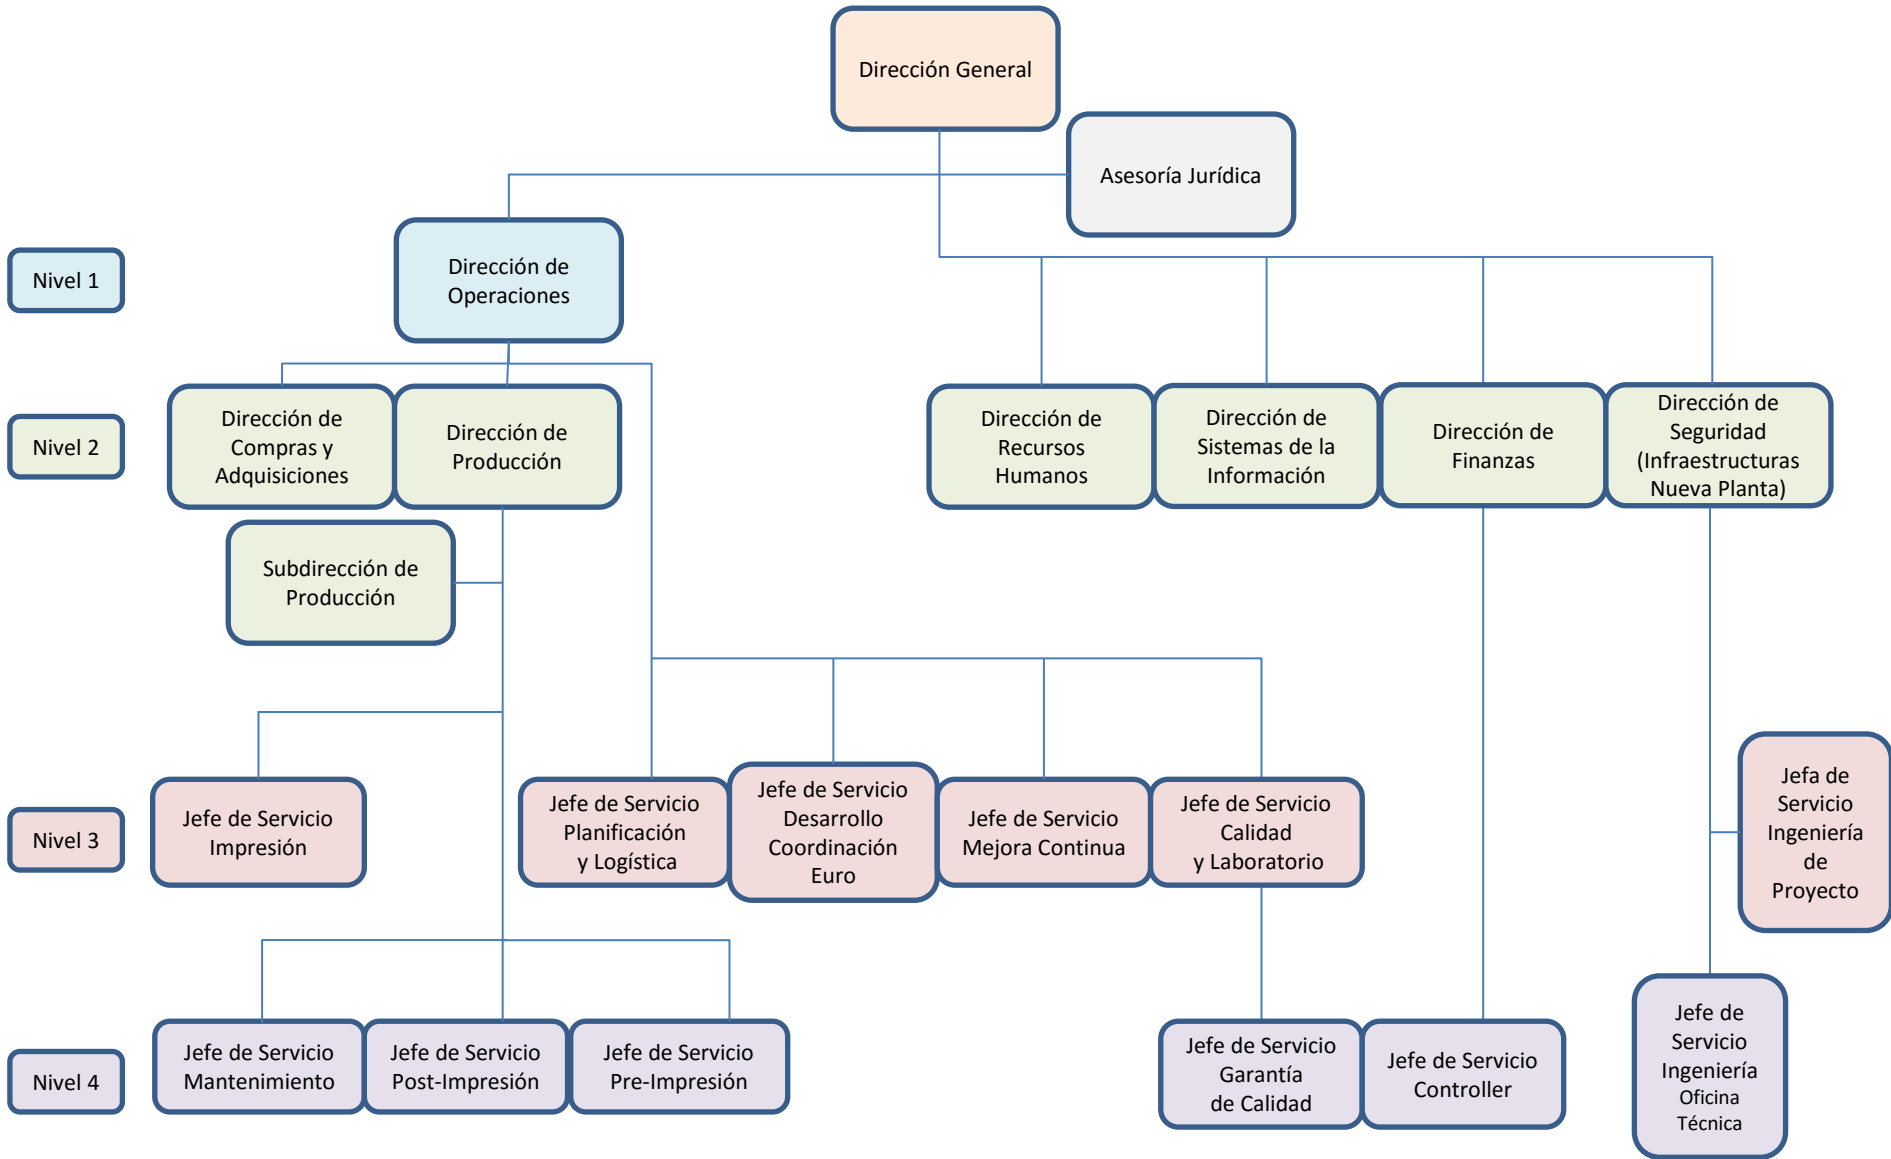 Dirección General
Asesoría Jurídica
Nivel 1
Dirección de
Operaciones
Nivel 2
Dirección de
Compras y
Adquisiciones
Dirección de
Producción
Dirección de
Recursos
Humanos
Dirección de
Sistemas de la
Información
Dirección de
Finanzas
Dirección de
Seguridad
(Infraestructuras
Nueva Planta)
Subdirección de
Producción
Nivel 3
Jefe de Servicio
Impresión
Jefe de Servicio
Planificación
y Logística
Jefe de Servicio
Desarrollo
Coordinación
Euro
Jefe de Servicio
Mejora Continua
Jefe de Servicio
Calidad
y Laboratorio
Jefa de
Servicio
Ingeniería
de
Proyecto
Nivel 4
Jefe de Servicio
Mantenimiento
Jefe de Servicio
Post-Impresión
Jefe de Servicio
Pre-Impresión
Jefe de Servicio
Garantía
de Calidad
Jefe de Servicio
Controller
Jefe de
Servicio
Ingeniería
Oficina
Técnica